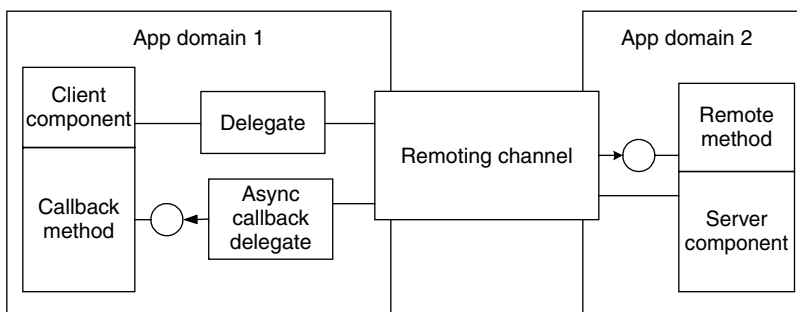 App domain 1
App domain 2
Client
component
Delegate
Remoting channel
Remote
method
Callback
method
Async
callback
delegate
Server
component